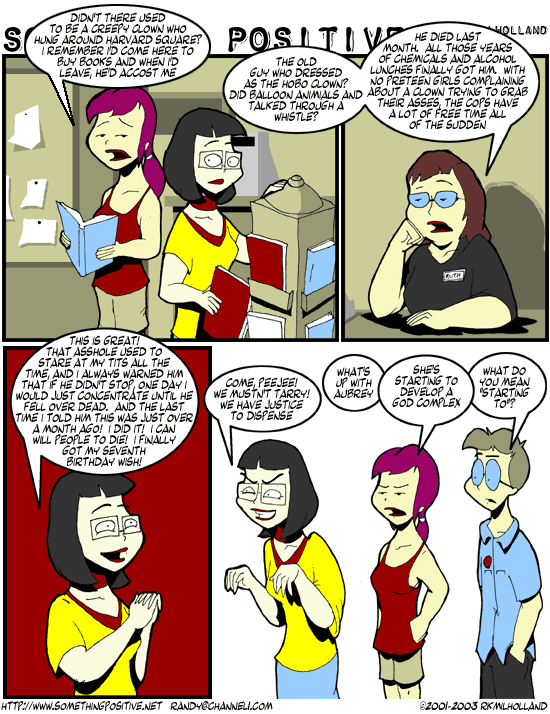 S POSITIVE MILHOLLAND
DIDN'T THERE USED
TO BE A CREEPY CLOWN WHO
HUNG AROUND HARVARD SQUARE?
I REMEMBER I'D COME HERE TO
BUY BOOKS AND WHEN I'D
LEAVE, HE'D ACCOST ME
THE OLD
GUY WHO DRESSED
AS THE HOBO CLOWN?
DID BALLOON ANIMALS AND
TALKED THROUGH A
WHISTLE?
HE DIED LAST
MONTH. ALL THOSE YEARS
OF CHEMICALS AND ALCOHOL
LUNCHES FINALLY GOT HIM. WITH
NO PRETEEN GIRLS COMPLAINING
ABOUT A CLOWN TRYING TO GRAB
THEIR ASSES, THE COPS HAVE
A LOT OF FREE TIME ALL
OF THE SUDDEN
RUTH
THIS IS GREAT!
THAT ASSHOLE USED TO
STARE AT MY TITS ALL THE
TIME, AND I ALWAYS WARNED HIM
THAT IF HE DIDN'T STOP, ONE DAY I
WOULD JUST CONCENTRATE UNTIL HE
FELL OVER DEAD. AND THE LAST
TIME I TOLD HIM THIS WAS JUST OVER
A MONTH AGO! I DID IT! I CAN
WILL PEOPLE TO DIE! I FINALLY
GOT MY SEVENTH
BIRTHDAY WISH!
COME, PEEJEE!
WE MUSTN'T TARRY!
WE HAVE JUSTICE
TO DISPENSE
WHAT'S
UP WITH
AUBREY
SHE'S
STARTING TO
DEVELOP A
GOD COMPLEX
WHAT DO
YOU MEAN
"STARTING
TO"?
HTTP://WWW.SOMETHINGPOSITIVE.NET RANDY@CHANNEL1.COM ©2001-2003 RKMILHOLLAND